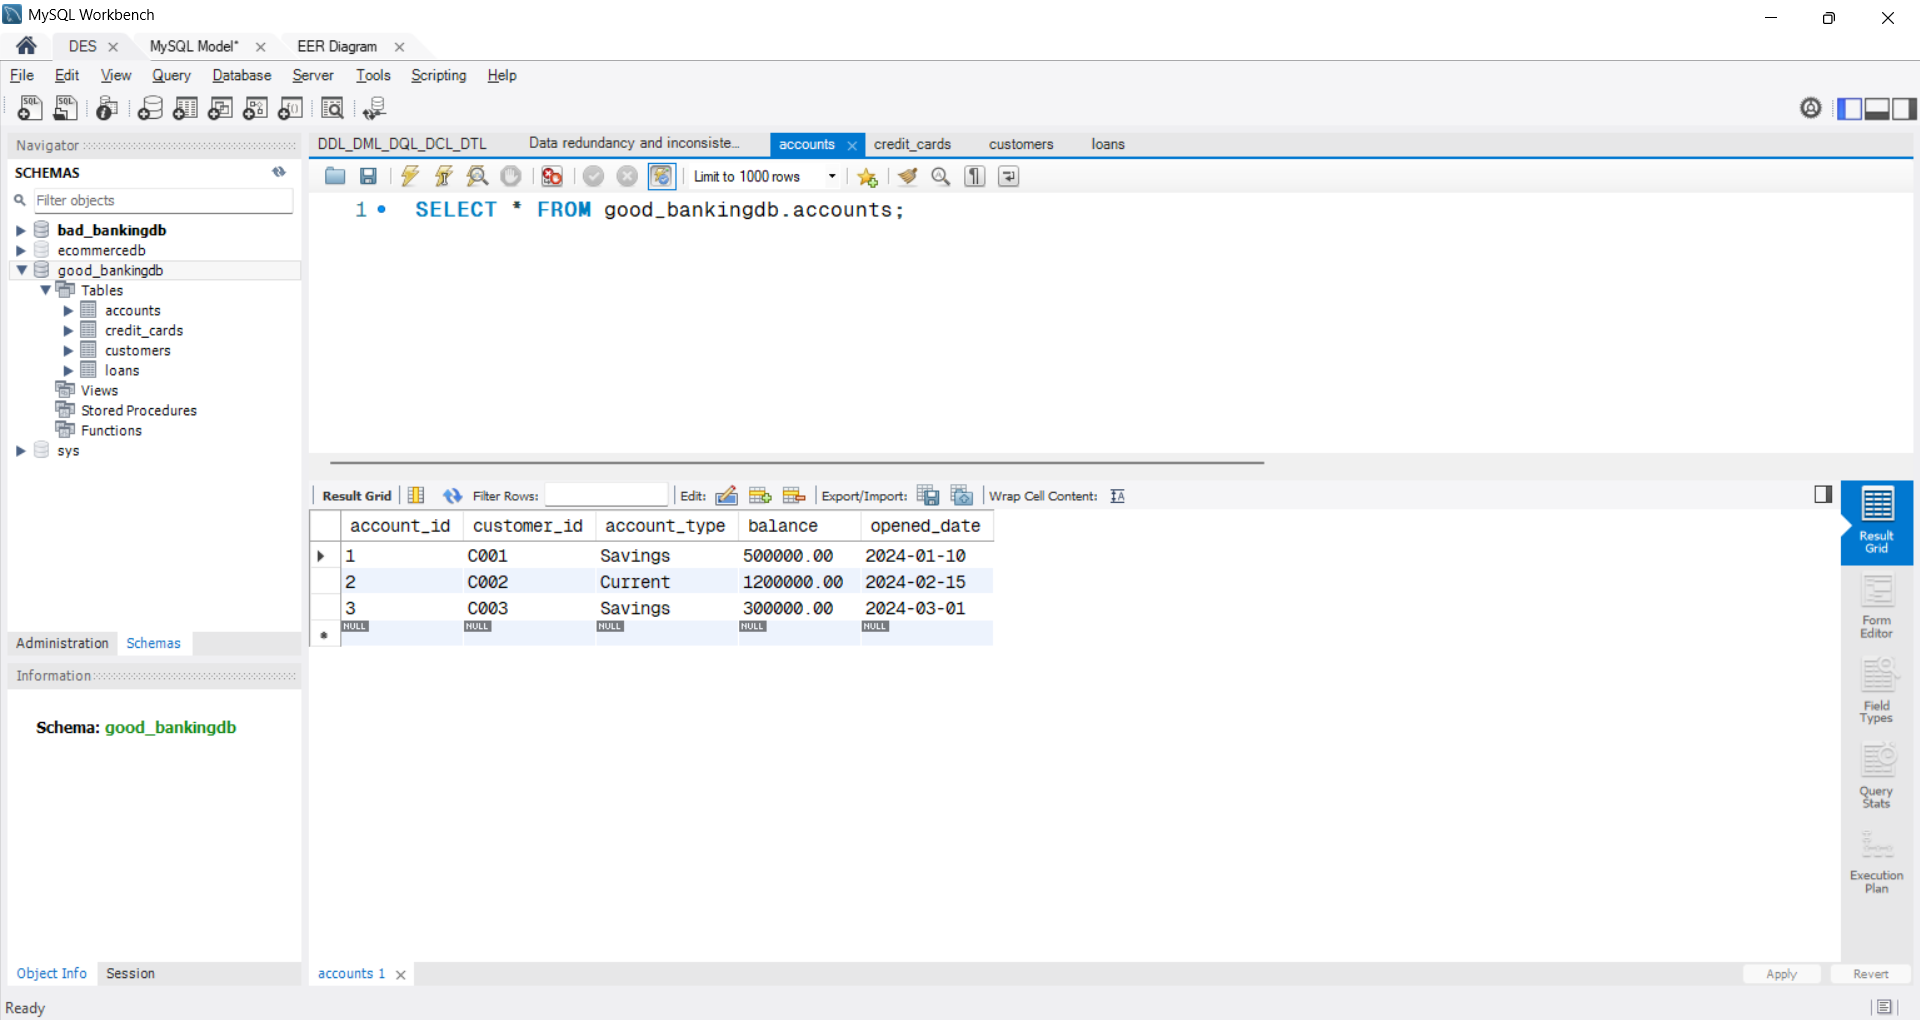 MySQL Workbench
DES
MySQL Model*
EER Diagram
File Edit View Query Database Server Tools Scripting Help
Navigator
SCHEMAS
Filter objects
bad_bankingdb
ecommercedb
good_bankingdb
Tables
accounts
credit_cards
customers
loans
Views
Stored Procedures
Functions
sys
Administration Schemas
Information
Schema: good_bankingdb
Object Info Session
DDL_DML_DQL_DCL_DTL Data redundancy and inconsiste... accounts credit_cards customers loans
Limit to 1000 rows
1 SELECT * FROM good_bankingdb.accounts;
Result Grid Filter Rows: Edit: Export/Import: Wrap Cell Content:
account_id customer_id account_type balance opened_date
1 C001 Savings 500000.00 2024-01-10
2 C002 Current 1200000.00 2024-02-15
3 C003 Savings 300000.00 2024-03-01
NULL NULL NULL NULL NULL
Result
Grid
Form
Editor
Field
Types
Query
Stats
Execution
Plan
accounts 1
Apply Revert
Ready